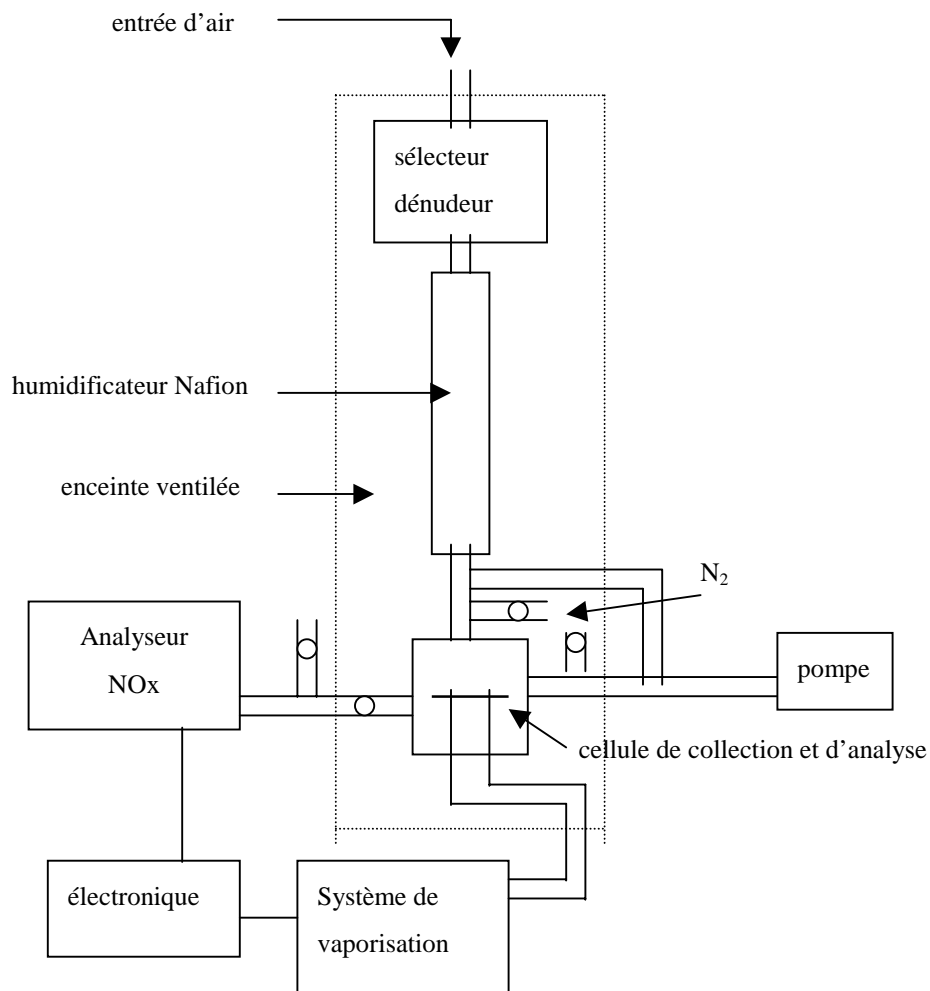 entrée d’air
sélecteur
dénudeur
humidificateur Nafion
enceinte ventilée
N₂
Analyseur
NOx
pompe
cellule de collection et d’analyse
électronique
Système de
vaporisation